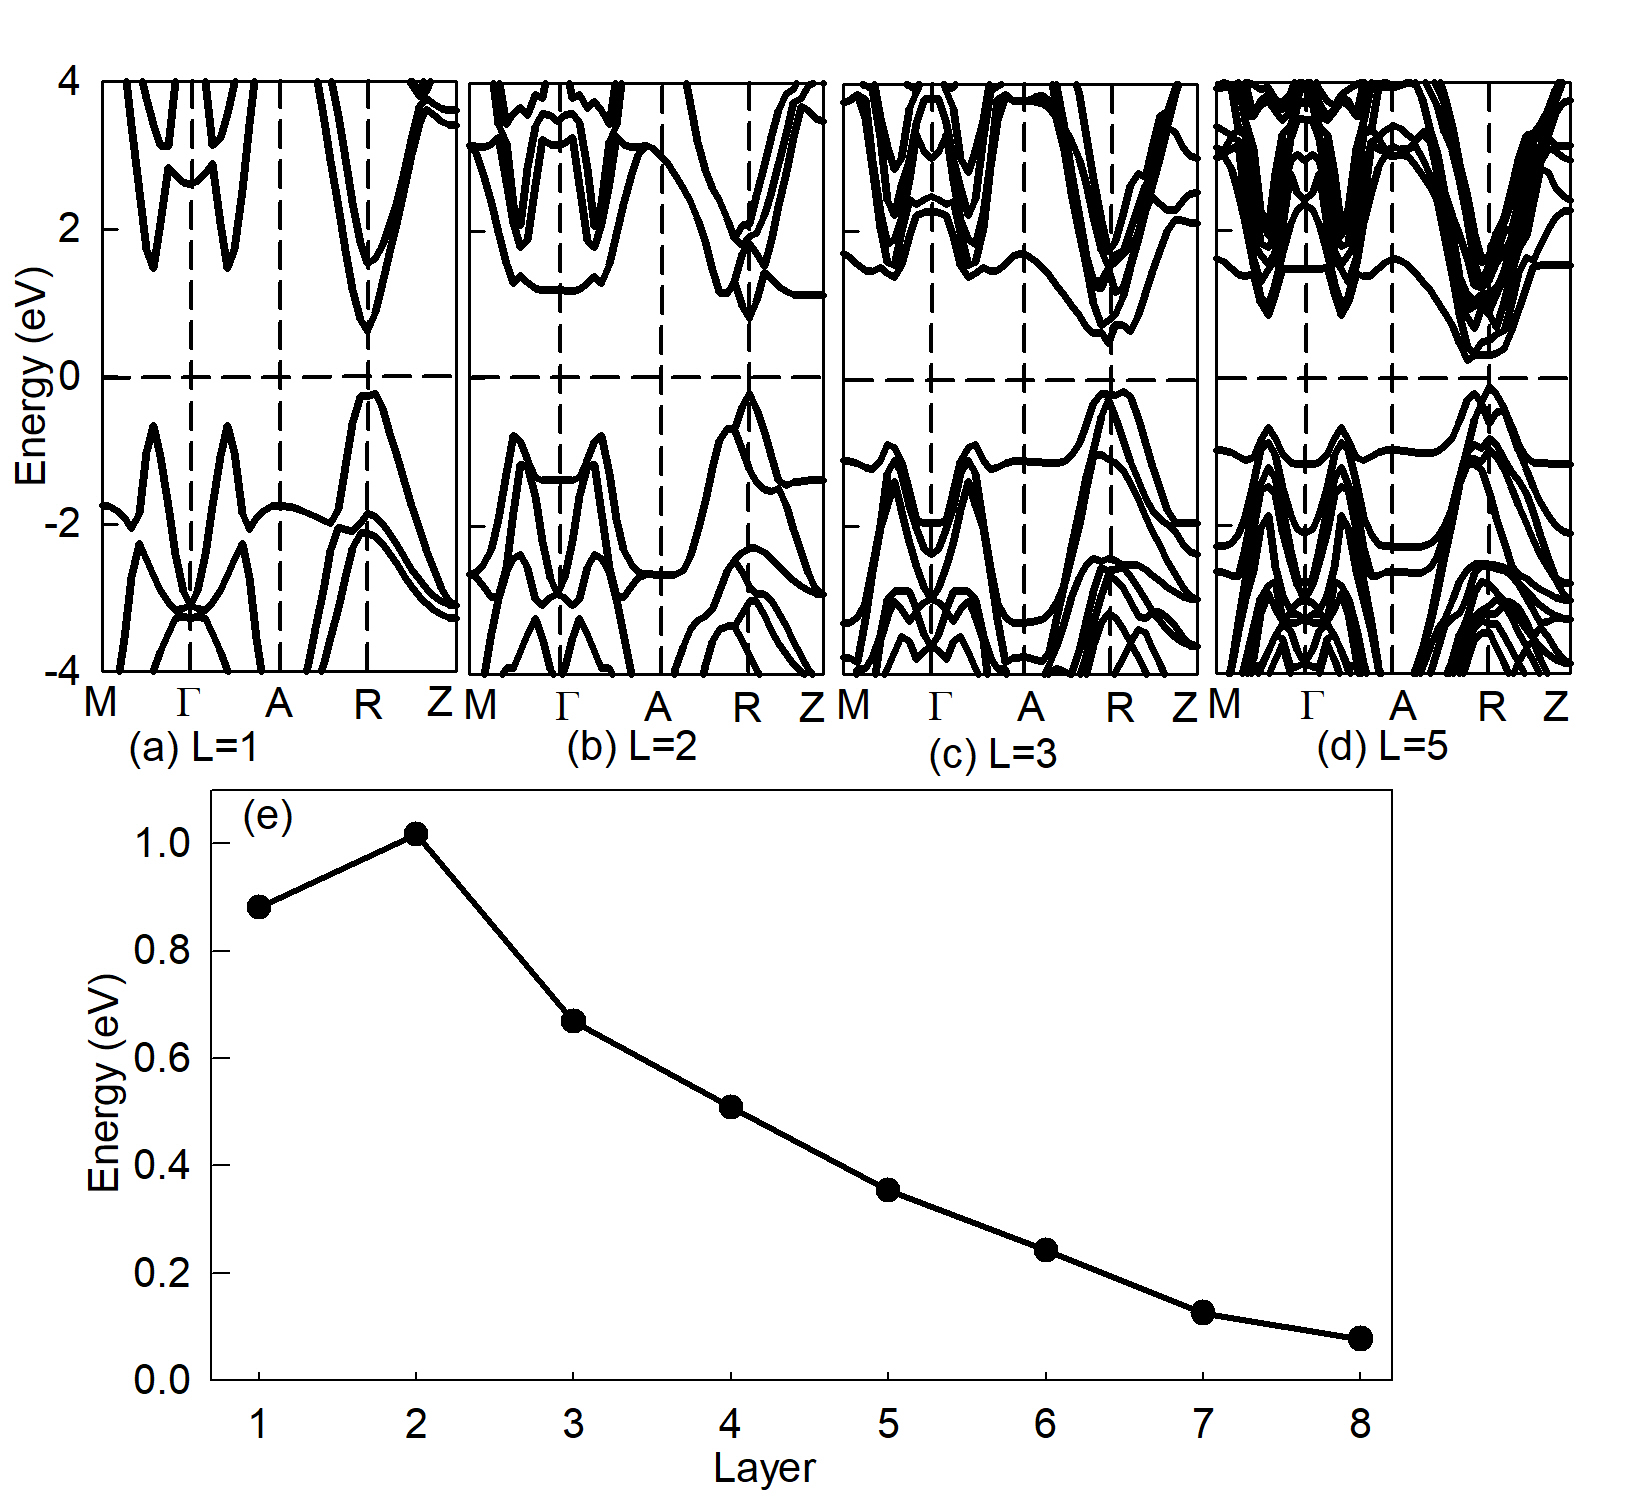 4
2
0
-2
-4
Energy (eV)
M Γ A R Z
M Γ A R Z
M Γ A R Z
M Γ A R Z
(a) L=1
(b) L=2
(c) L=3
(d) L=5
(e)
1.0
0.8
0.6
0.4
0.2
0.0
Energy (eV)
1 2 3 4 5 6 7 8
Layer